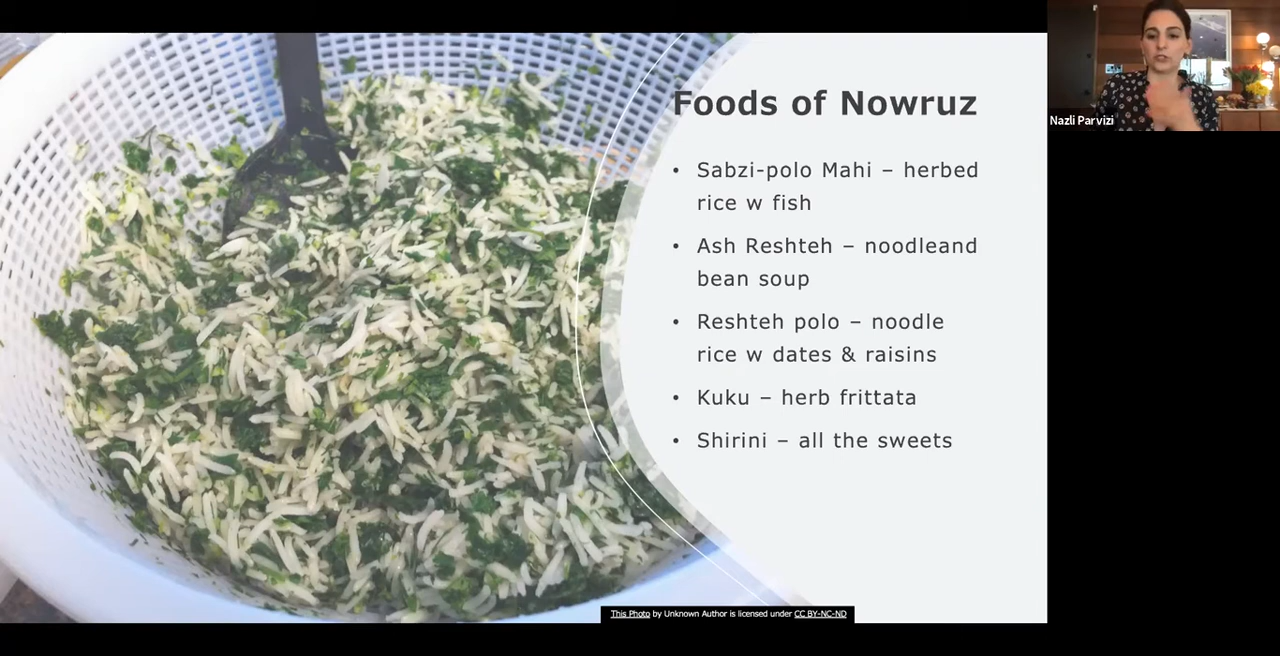 Foods of Nowruz
• Sabzi-polo Mahi – herbed
rice w fish
• Ash Reshteh – noodleand
bean soup
• Reshteh polo – noodle
rice w dates & raisins
• Kuku – herb frittata
• Shirini – all the sweets
This Photo by Unknown Author is licensed under CC BY-NC-ND
Nazli Parvizi